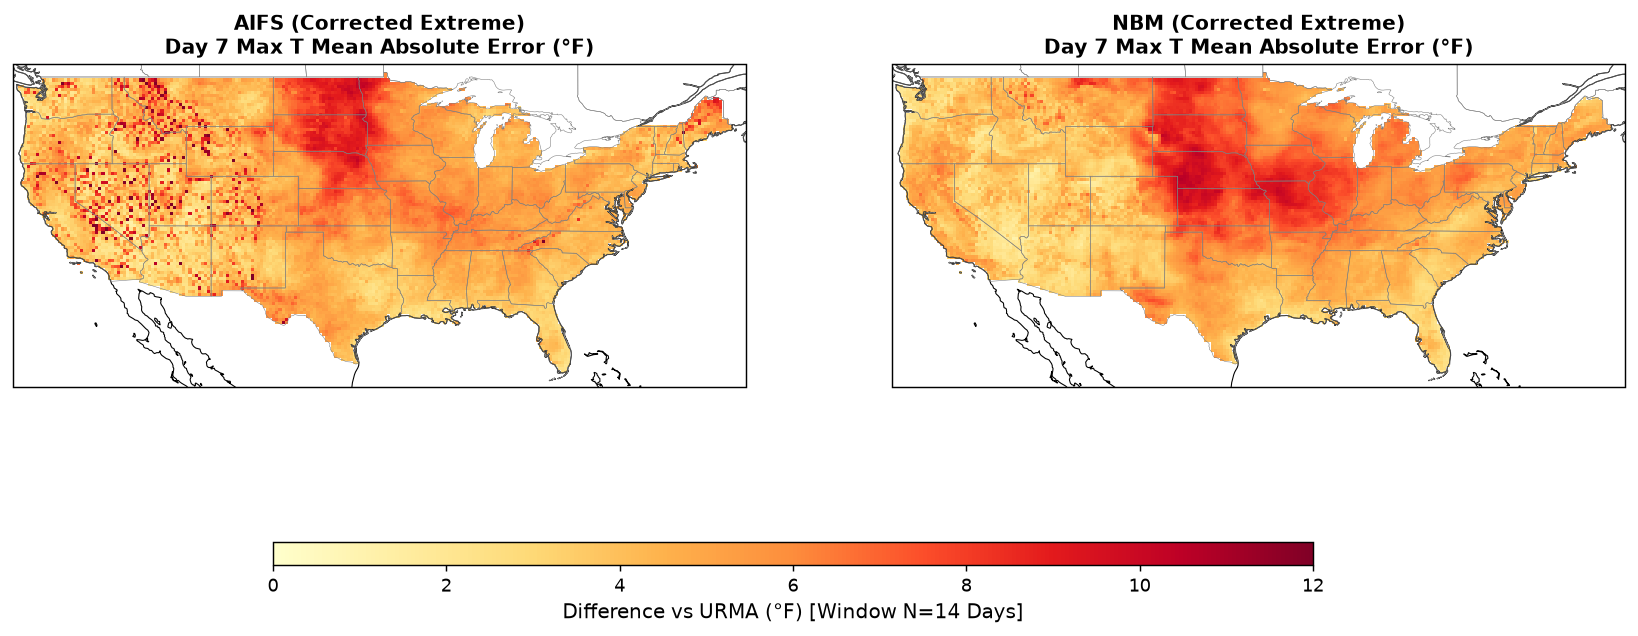 AIFS (Corrected Extreme)
Day 7 Max T Mean Absolute Error (°F)
NBM (Corrected Extreme)
Day 7 Max T Mean Absolute Error (°F)
0 2 4 6 8 10 12
Difference vs URMA (°F) [Window N=14 Days]